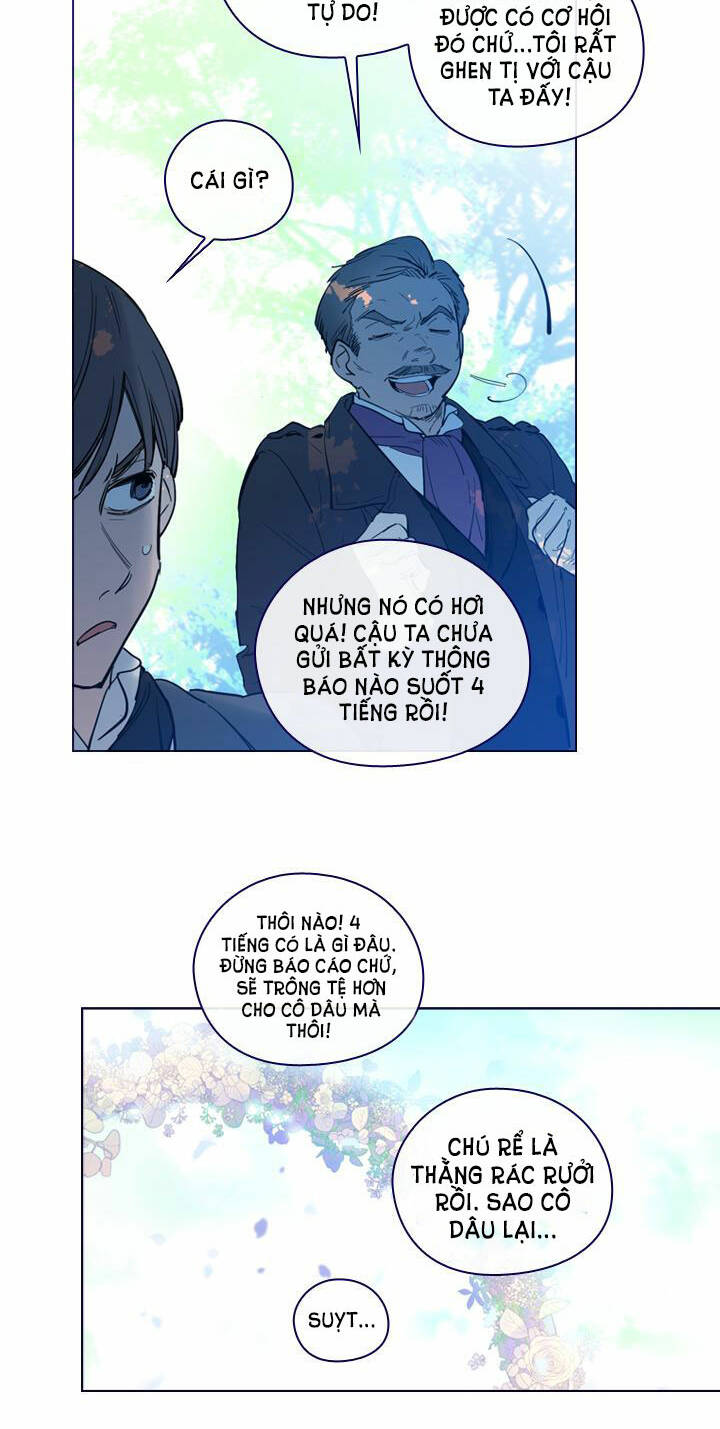 TỰ DO!
ĐƯỢC CÓ CƠ HỘI
ĐÓ CHỨ...TÔI RẤT
GHEN TỊ VỚI CẬU
TA ĐẤY!
CÁI GÌ?
NHƯNG NÓ CÓ HƠI
QUÁ! CẬU TA CHƯA
GỬI BẤT KỲ THÔNG
BÁO NÀO SUỐT 4
TIẾNG RỒI!
THÔI NÀO! 4
TIẾNG CÓ LÀ GÌ ĐÂU.
ĐỪNG BÁO CÁO CHỨ,
SẼ TRÔNG TỆ HƠN
CHO CÔ DÂU MÀ
THÔI!
CHÚ RỂ LÀ
THẰNG RÁC RƯỞI
RỒI. SAO CÔ
DÂU LẠI...
SUỴT...